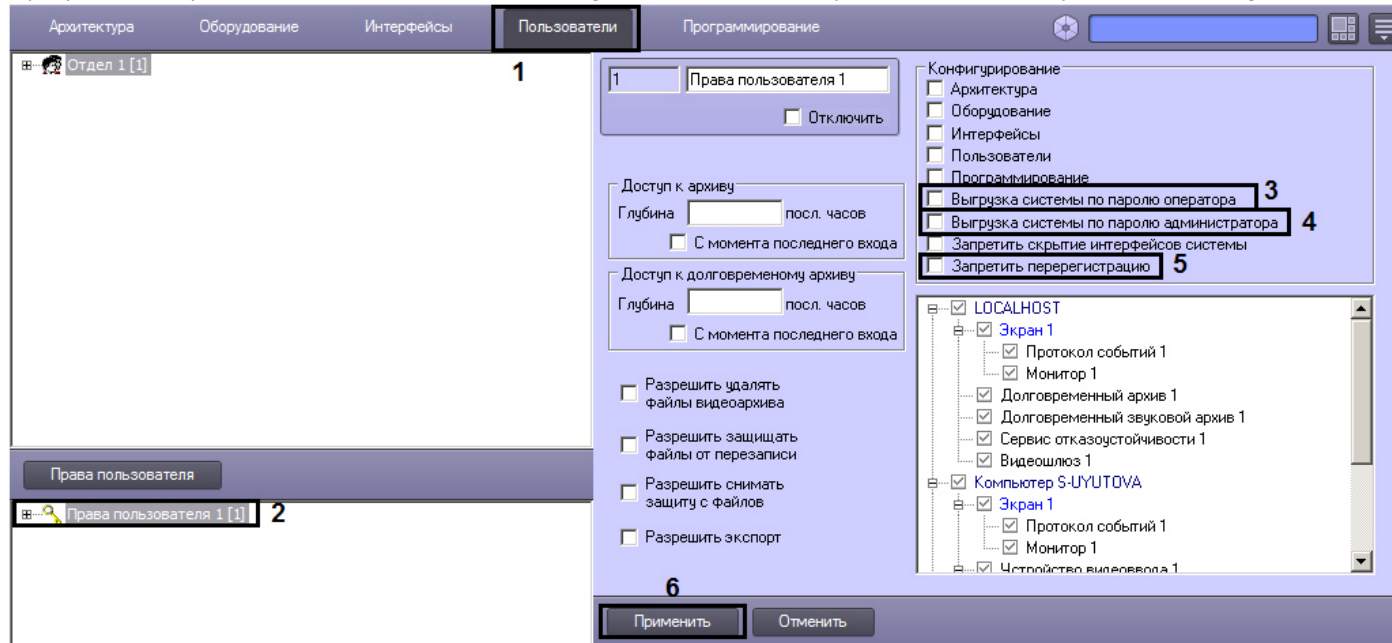 Архитектура Оборудование Интерфейсы Пользователи Программирование
Отдел 1 [1]
1
Права пользователя
Права пользователя 1 [1] 2
1 Права пользователя 1
Отключить
Доступ к архиву
Глубина посл. часов
С момента последнего входа
Доступ к долговременому архиву
Глубина посл. часов
С момента последнего входа
Разрешить удалять
файлы видеоархива
Разрешить защищать
файлы от перезаписи
Разрешить снимать
защиту с файлов
Разрешить экспорт
Конфигурирование
Архитектура
Оборудование
Интерфейсы
Пользователи
Программирование
Выгрузка системы по паролю оператора 3
Выгрузка системы по паролю администратора 4
Запретить скрытие интерфейсов системы
Запретить перерегистрацию 5
LOCALHOST
Экран 1
Протокол событий 1
Монитор 1
Долговременный архив 1
Долговременный звуковой архив 1
Сервис отказоустойчивости 1
Видеошлюз 1
Компьютер S-UYUTOVA
Экран 1
Протокол событий 1
Монитор 1
Устройство видеоввода 1
6
Применить Отменить